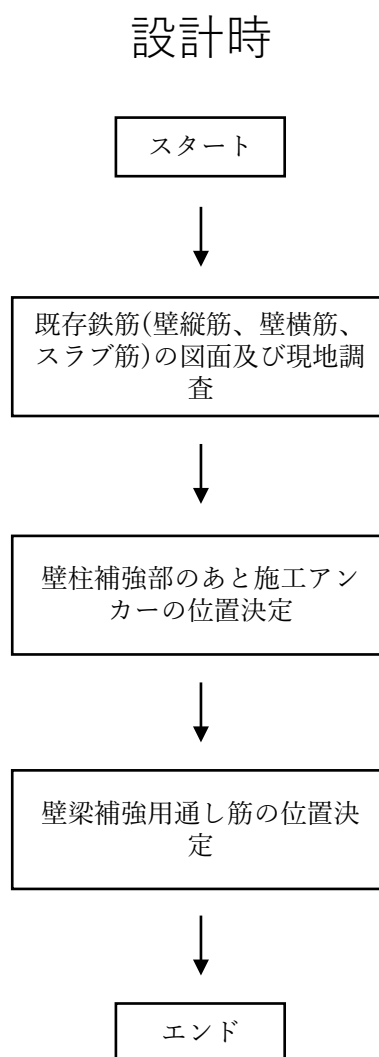 設計時
スタート
既存鉄筋(壁縦筋、壁横筋、
スラブ筋)の図面及び現地調
査
壁柱補強部のあと施工アン
カーの位置決定
壁梁補強用通し筋の位置決
定
エンド